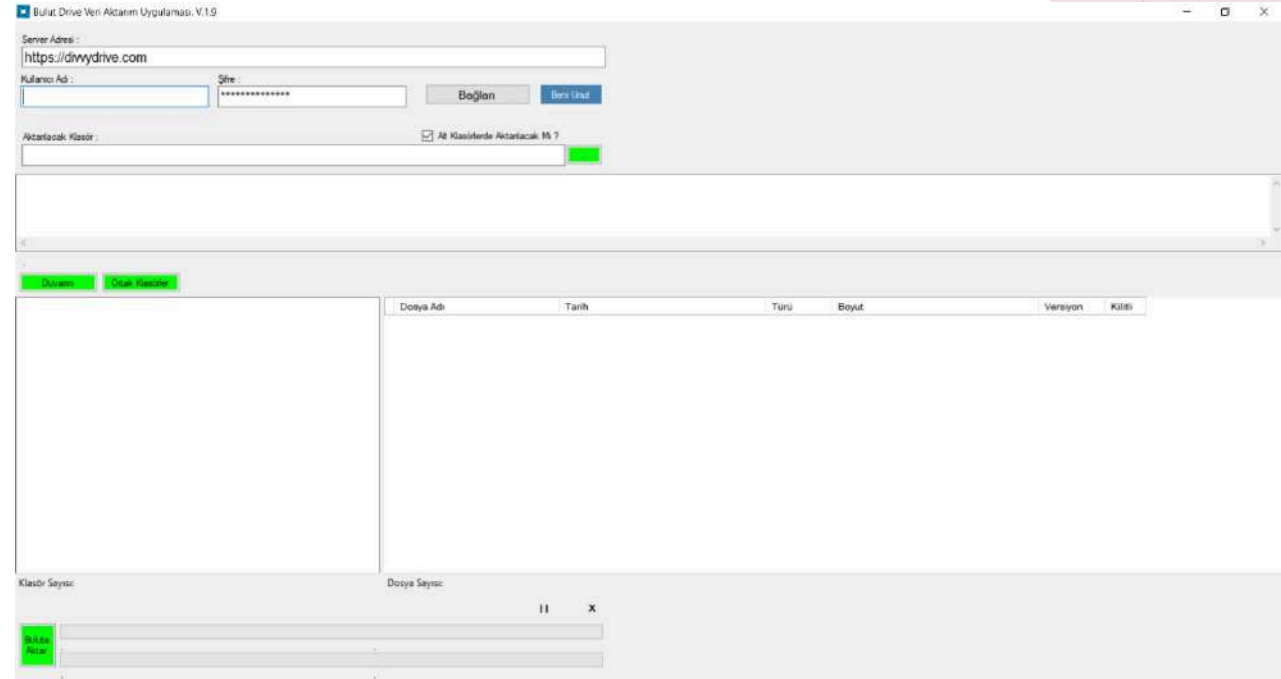 Bulut Drive Veri Aktarım Uygulaması. V.1.9
Server Adresi :
https://divvydrive.com
Kullanıcı Adı :
Şifre :
**************
Bağlan
Beni Unut
Aktarılacak Klasör :
Alt Klasörlerde Aktarılacak Mı ?
Duvarım
Ortak Klasörler
Dosya Adı
Tarih
Türü
Boyut
Versiyon
Kilitli
Klasör Sayısı:
Dosya Sayısı:
Buluta
Aktar